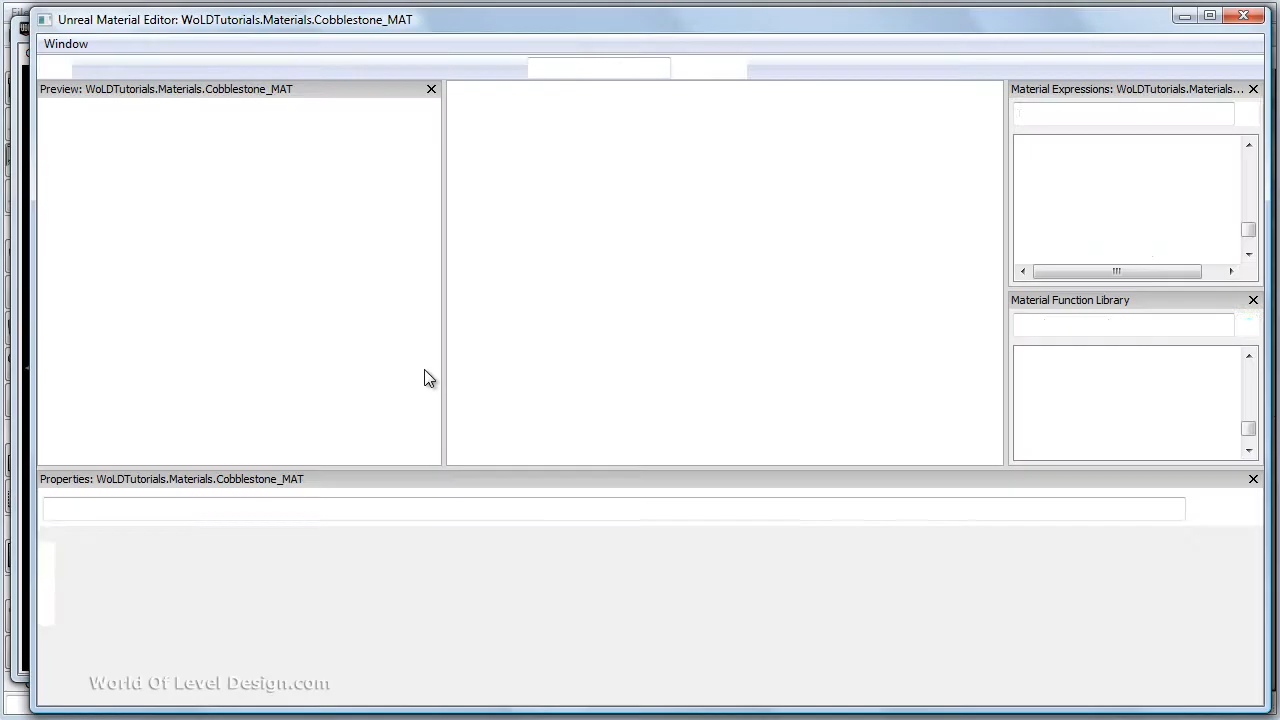 Unreal Material Editor: WoLDTutorials.Materials.Cobblestone_MAT
Window
Preview: WoLDTutorials.Materials.Cobblestone_MAT
Material Expressions: WoLDTutorials.Materials...
Material Function Library
Properties: WoLDTutorials.Materials.Cobblestone_MAT
World Of Level Design.com